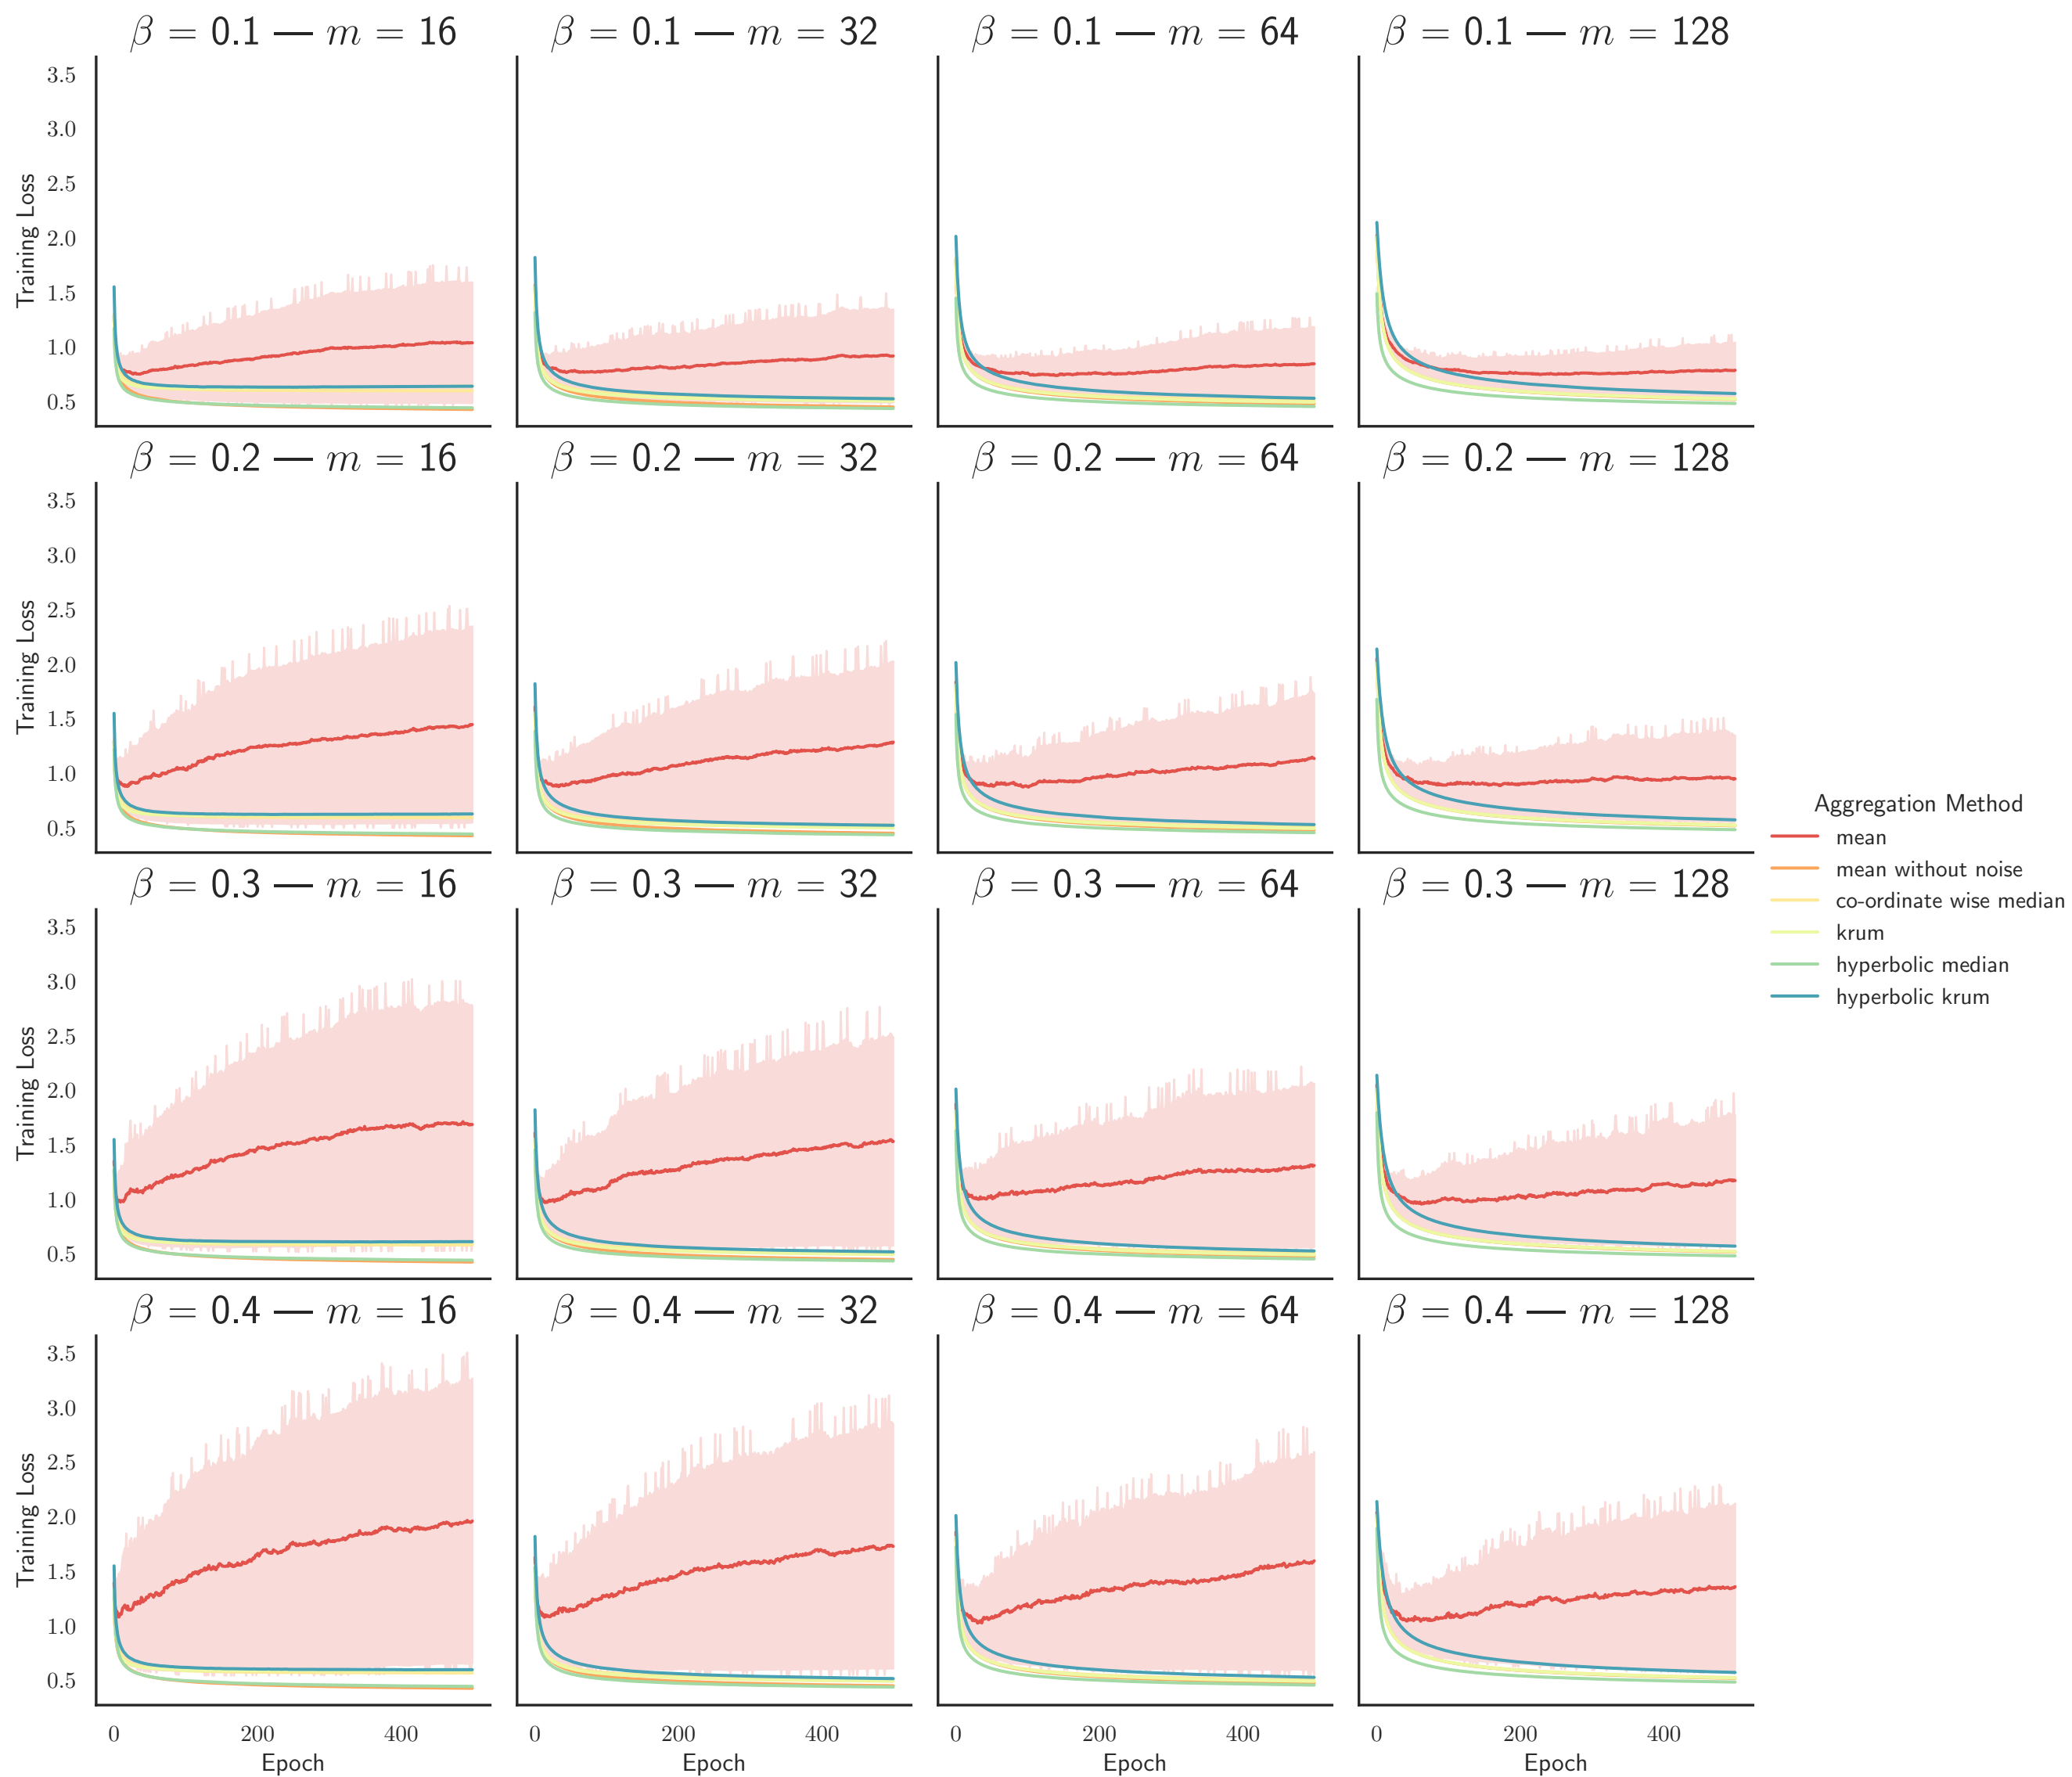 β = 0.1 — m = 16
β = 0.1 — m = 32
β = 0.1 — m = 64
β = 0.1 — m = 128
3.5
3.0
2.5
2.0
1.5
1.0
0.5
Training Loss
β = 0.2 — m = 16
β = 0.2 — m = 32
β = 0.2 — m = 64
β = 0.2 — m = 128
3.5
3.0
2.5
2.0
1.5
1.0
0.5
Training Loss
β = 0.3 — m = 16
β = 0.3 — m = 32
β = 0.3 — m = 64
β = 0.3 — m = 128
3.5
3.0
2.5
2.0
1.5
1.0
0.5
Training Loss
β = 0.4 — m = 16
β = 0.4 — m = 32
β = 0.4 — m = 64
β = 0.4 — m = 128
3.5
3.0
2.5
2.0
1.5
1.0
0.5
Training Loss
0 200 400
Epoch
0 200 400
Epoch
0 200 400
Epoch
0 200 400
Epoch
Aggregation Method
mean
mean without noise
co-ordinate wise median
krum
hyperbolic median
hyperbolic krum